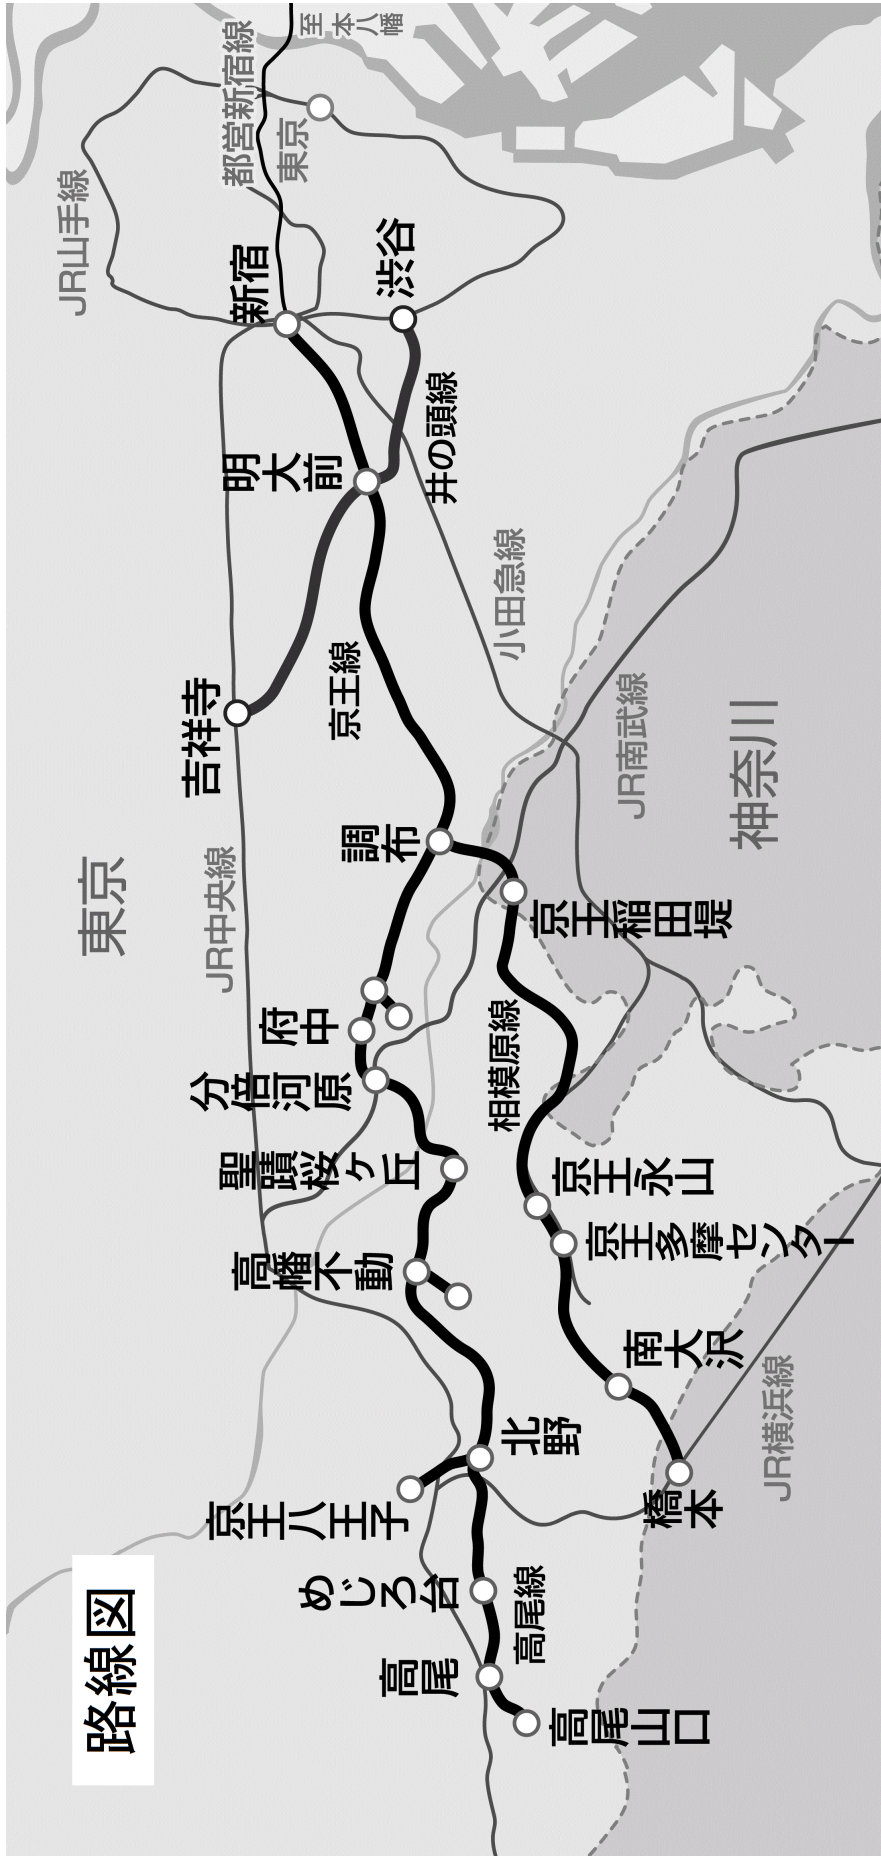 路線図
東京
神奈川
JR山手線
都営新宿線
至本八幡
東京
新宿
渋谷
明大前
井の頭線
吉祥寺
京王線
小田急線
JR南武線
JR中央線
調布
京王稲田堤
府中
分倍河原
相模原線
聖蹟桜ケ丘
京王永山
京王多摩センター
高幡不動
南大沢
JR横浜線
北野
橋本
京王八王子
めじろ台
高尾線
高尾
高尾山口